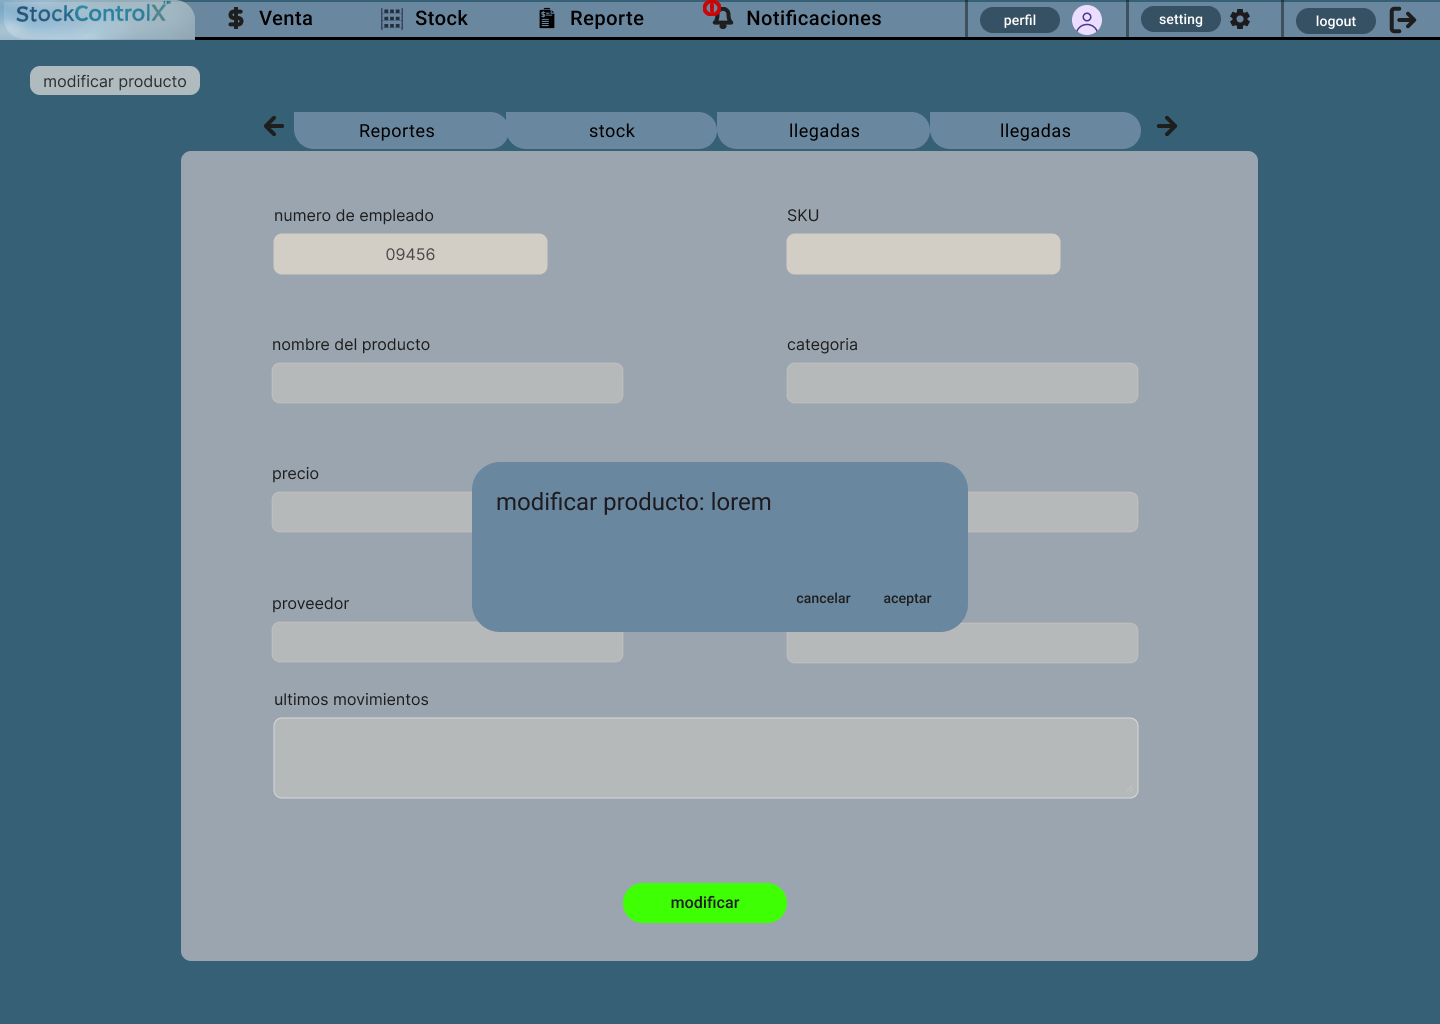 StockControlX
$ Venta
Stock
Reporte
0
Notificaciones
perfil
setting
logout
modificar producto
Reportes
stock
llegadas
llegadas
numero de empleado
SKU
09456
nombre del producto
categoria
precio
modificar producto: lorem
cancelar
aceptar
proveedor
ultimos movimientos
modificar